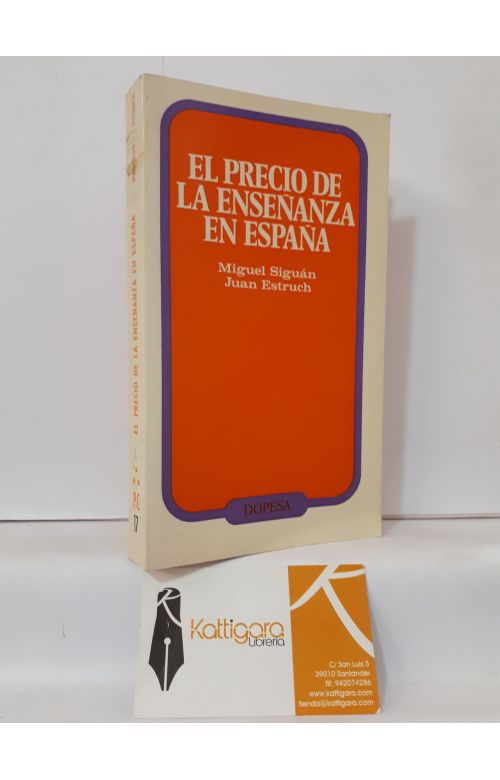 EL PRECIO DE
LA ENSEÑANZA
EN ESPAÑA
Miguel Siguán
Juan Estruch
DOPESA
EL PRECIO DE LA ENSEÑANZA EN ESPAÑA
PC
17
Kattigara
Librería
C/ San Luis 5
39010 Santander
tlf: 942074286
www.kattigara.com
tienda@kattigara.com